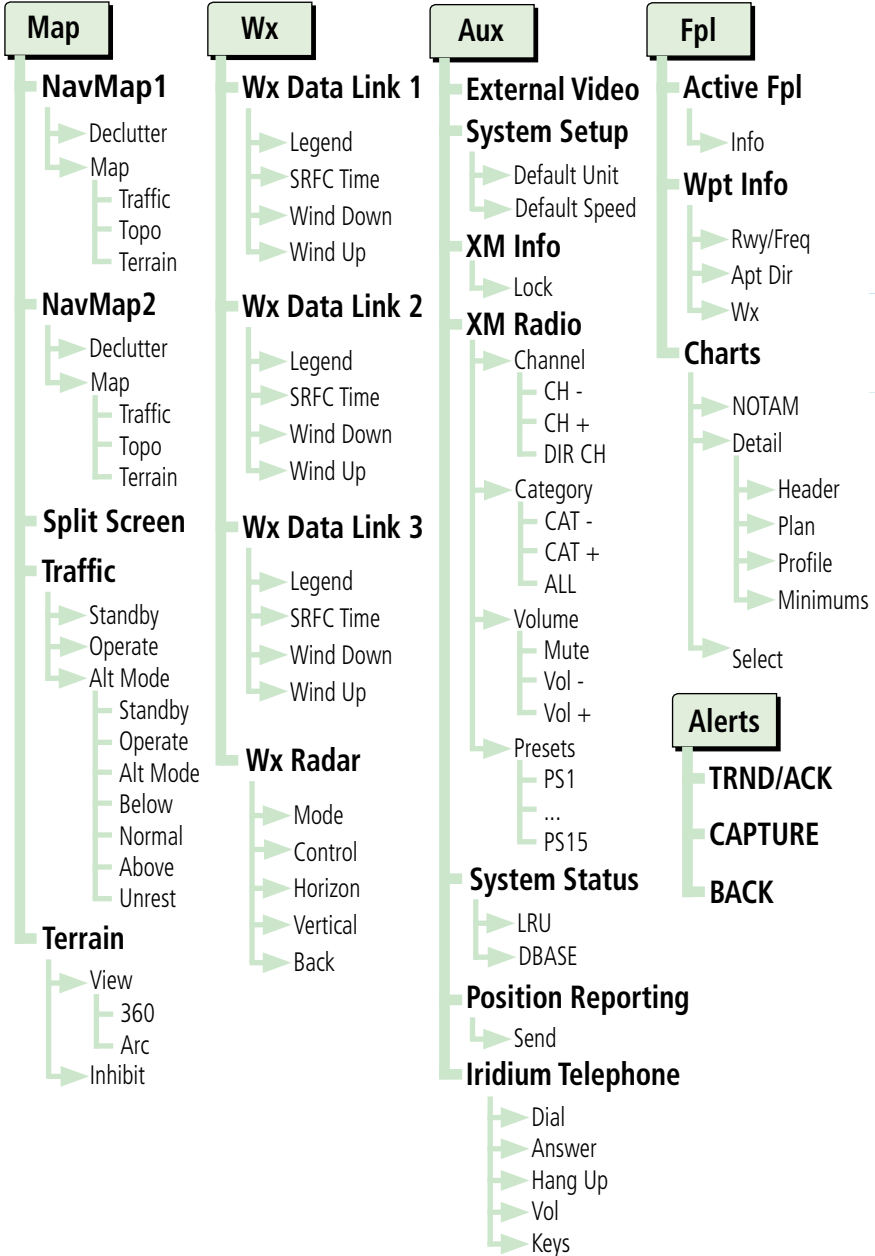 Map
NavMap1
Declutter
Map
Traffic
Topo
Terrain
NavMap2
Declutter
Map
Traffic
Topo
Terrain
Split Screen
Traffic
Standby
Operate
Alt Mode
Standby
Operate
Alt Mode
Below
Normal
Above
Unrest
Terrain
View
360
Arc
Inhibit
Wx
Wx Data Link 1
Legend
SRFC Time
Wind Down
Wind Up
Wx Data Link 2
Legend
SRFC Time
Wind Down
Wind Up
Wx Data Link 3
Legend
SRFC Time
Wind Down
Wind Up
Wx Radar
Mode
Control
Horizon
Vertical
Back
Aux
External Video
System Setup
Default Unit
Default Speed
XM Info
Lock
XM Radio
Channel
CH -
CH +
DIR CH
Category
CAT -
CAT +
ALL
Volume
Mute
Vol -
Vol +
Presets
PS1
...
PS15
System Status
LRU
DBASE
Position Reporting
Send
Iridium Telephone
Dial
Answer
Hang Up
Vol
Keys
Fpl
Active Fpl
Info
Wpt Info
Rwy/Freq
Apt Dir
Wx
Charts
NOTAM
Detail
Header
Plan
Profile
Minimums
Select
Alerts
TRND/ACK
CAPTURE
BACK